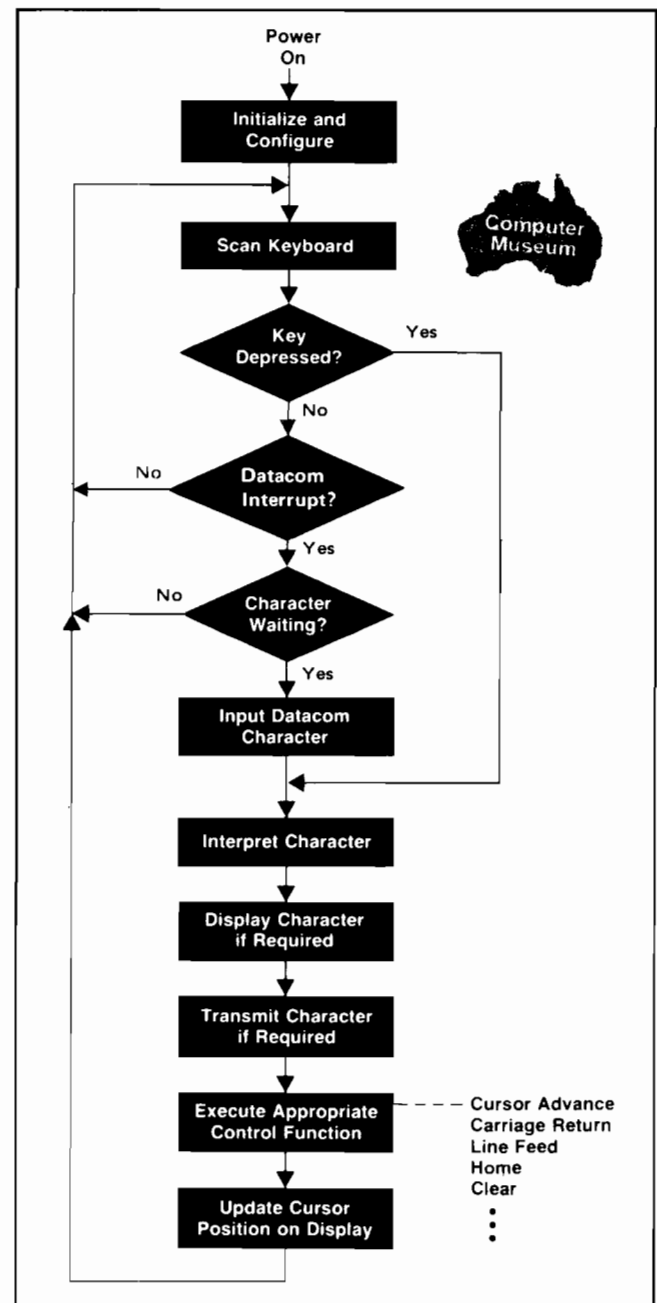 Power
On
Initialize and
Configure
Computer
Museum
Scan Keyboard
Key
Depressed?
Yes
No
No
Datacom
Interrupt?
Yes
No
Character
Waiting?
Yes
Input Datacom
Character
Interpret Character
Display Character
if Required
Transmit Character
if Required
Execute Appropriate
Control Function
Cursor Advance
Carriage Return
Line Feed
Home
Clear
Update Cursor
Position on Display